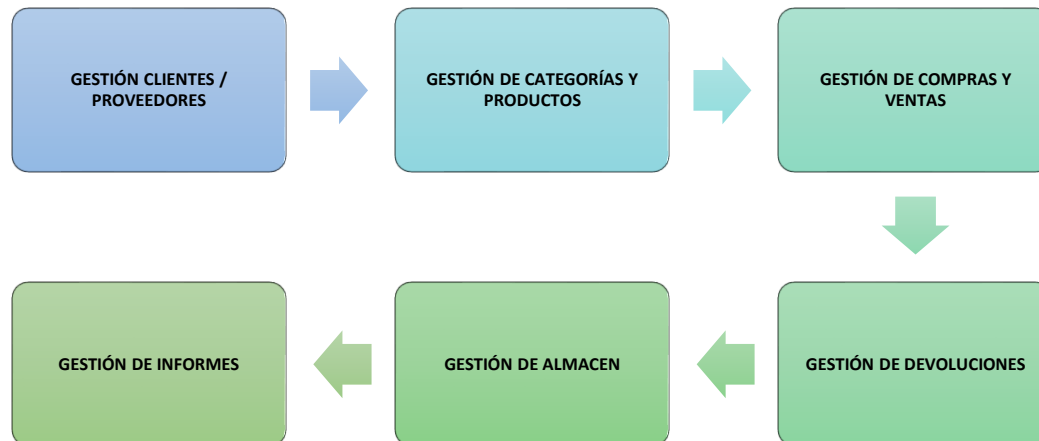 GESTIÓN CLIENTES /
PROVEEDORES
GESTIÓN DE CATEGORÍAS Y
PRODUCTOS
GESTIÓN DE COMPRAS Y
VENTAS
GESTIÓN DE DEVOLUCIONES
GESTIÓN DE ALMACEN
GESTIÓN DE INFORMES